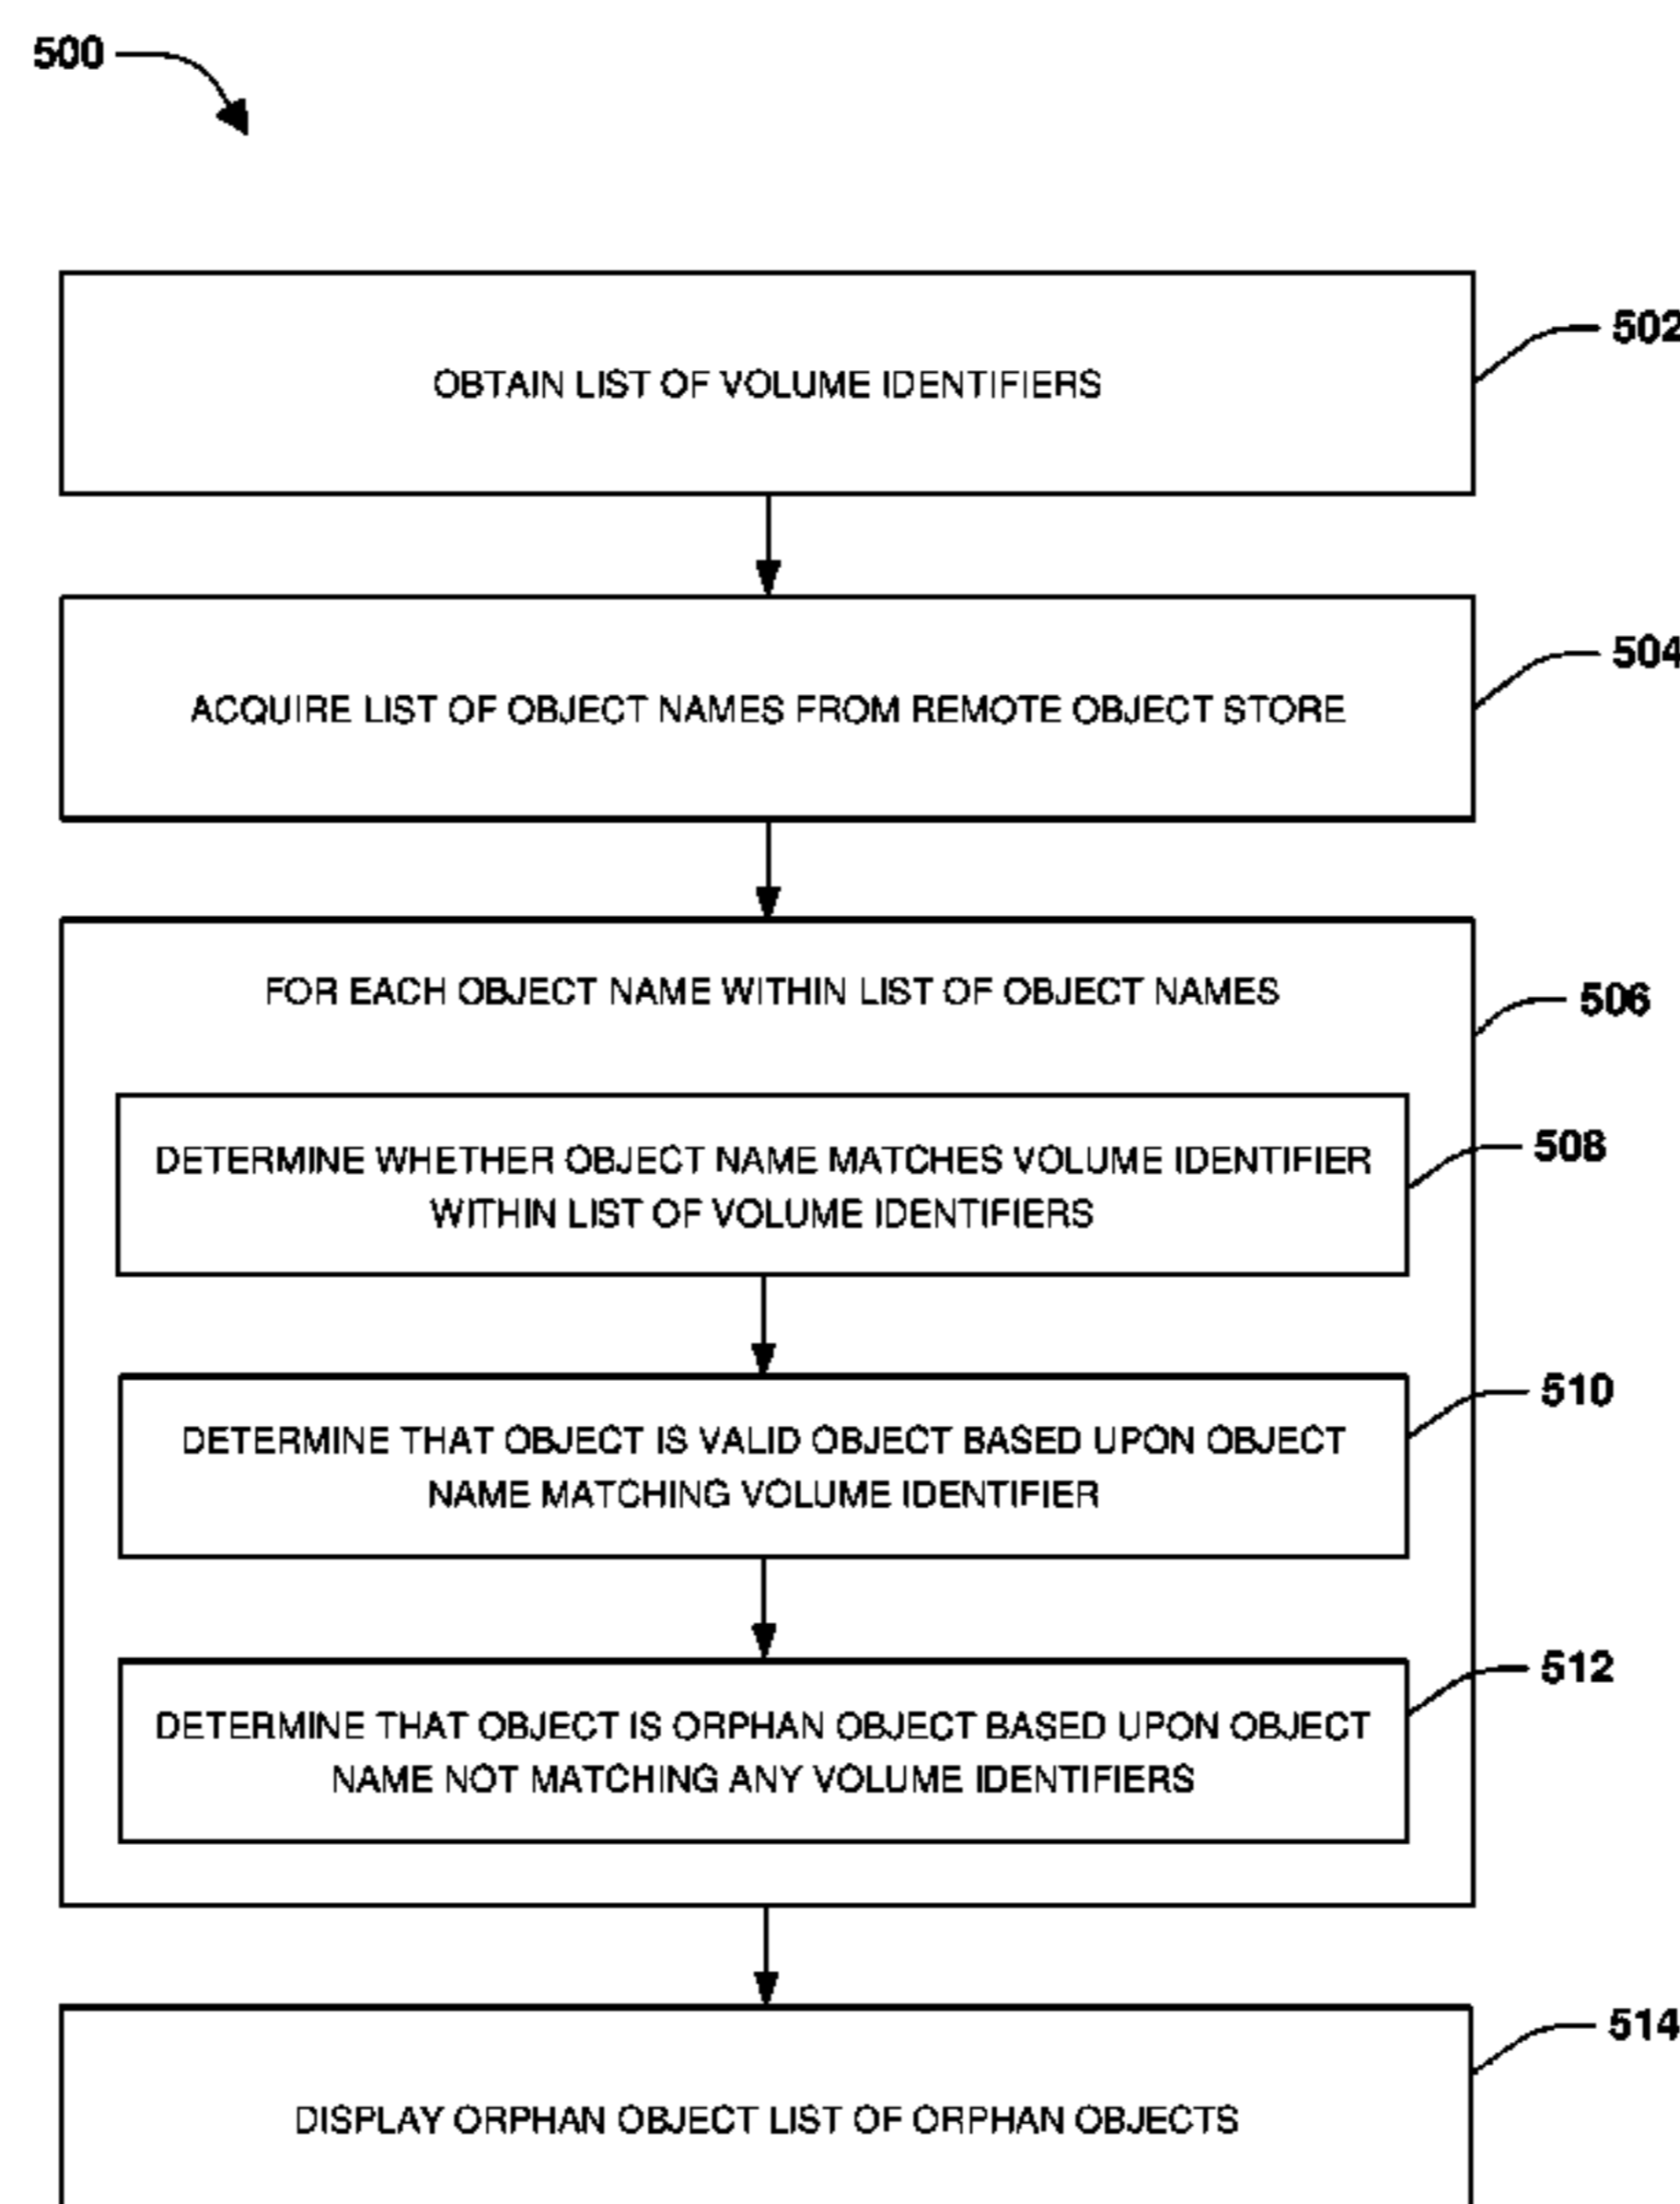 500
502
OBTAIN LIST OF VOLUME IDENTIFIERS
504
ACQUIRE LIST OF OBJECT NAMES FROM REMOTE OBJECT STORE
FOR EACH OBJECT NAME WITHIN LIST OF OBJECT NAMES
506
508
DETERMINE WHETHER OBJECT NAME MATCHES VOLUME IDENTIFIER
WITHIN LIST OF VOLUME IDENTIFIERS
510
DETERMINE THAT OBJECT IS VALID OBJECT BASED UPON OBJECT
NAME MATCHING VOLUME IDENTIFIER
512
DETERMINE THAT OBJECT IS ORPHAN OBJECT BASED UPON OBJECT
NAME NOT MATCHING ANY VOLUME IDENTIFIERS
514
DISPLAY ORPHAN OBJECT LIST OF ORPHAN OBJECTS